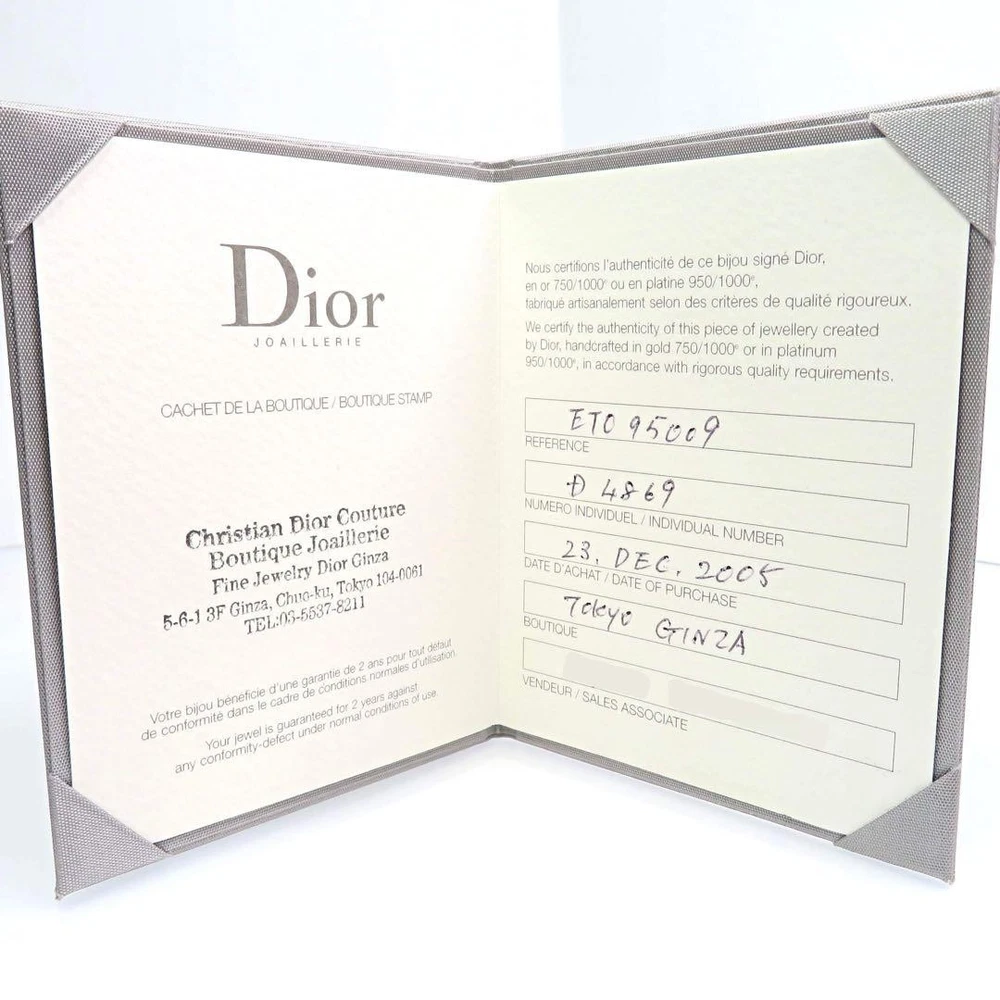 Dior
JOAILLERIE
CACHET DE LA BOUTIQUE / BOUTIQUE STAMP
Christian Dior Couture
Boutique Joaillerie
Fine Jewelry Dior Ginza
5-6-1 3F Ginza, Chuo-ku, Tokyo 104-0061
TEL:03-5537-8211
Votre bijou bénéficie d'une garantie de 2 ans pour tout défaut
de conformité dans le cadre de conditions normales d'utilisation.
Your jewel is guaranteed for 2 years against
any conformity-defect under normal conditions of use.
Nous certifions l'authenticité de ce bijou signé Dior,
en or 750/1000e ou en platine 950/1000e,
fabriqué artisanalement selon des critères de qualité rigoureux.
We certify the authenticity of this piece of jewellery created
by Dior, handcrafted in gold 750/1000e or in platinum
950/1000e, in accordance with rigorous quality requirements.
ETO 95009
REFERENCE
D 4869
NUMERO INDIVIDUEL / INDIVIDUAL NUMBER
23. DEC. 2005
DATE D'ACHAT / DATE OF PURCHASE
Tokyo GINZA
BOUTIQUE
VENDEUR / SALES ASSOCIATE